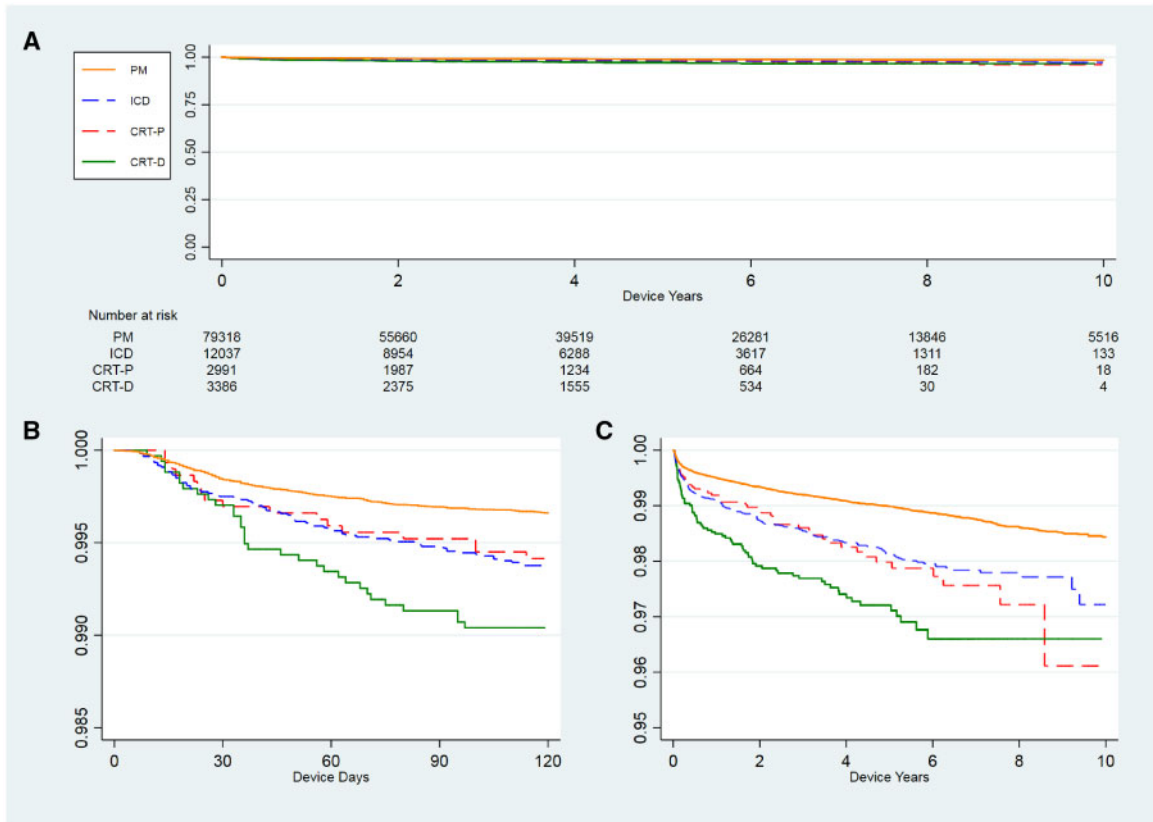 A
PM
ICD
CRT-P
CRT-D
1.00
0.75
0.50
0.25
0.00
0 2 4 6 8 10
Device Years
Number at risk
PM 79318 55660 39519 26281 13846 5516
ICD 12037 8954 6288 3617 1311 133
CRT-P 2991 1987 1234 664 182 18
CRT-D 3386 2375 1555 534 30 4
B
1.000
0.995
0.990
0.985
0 30 60 90 120
Device Days
C
1.00
0.99
0.98
0.97
0.96
0.95
0 2 4 6 8 10
Device Years